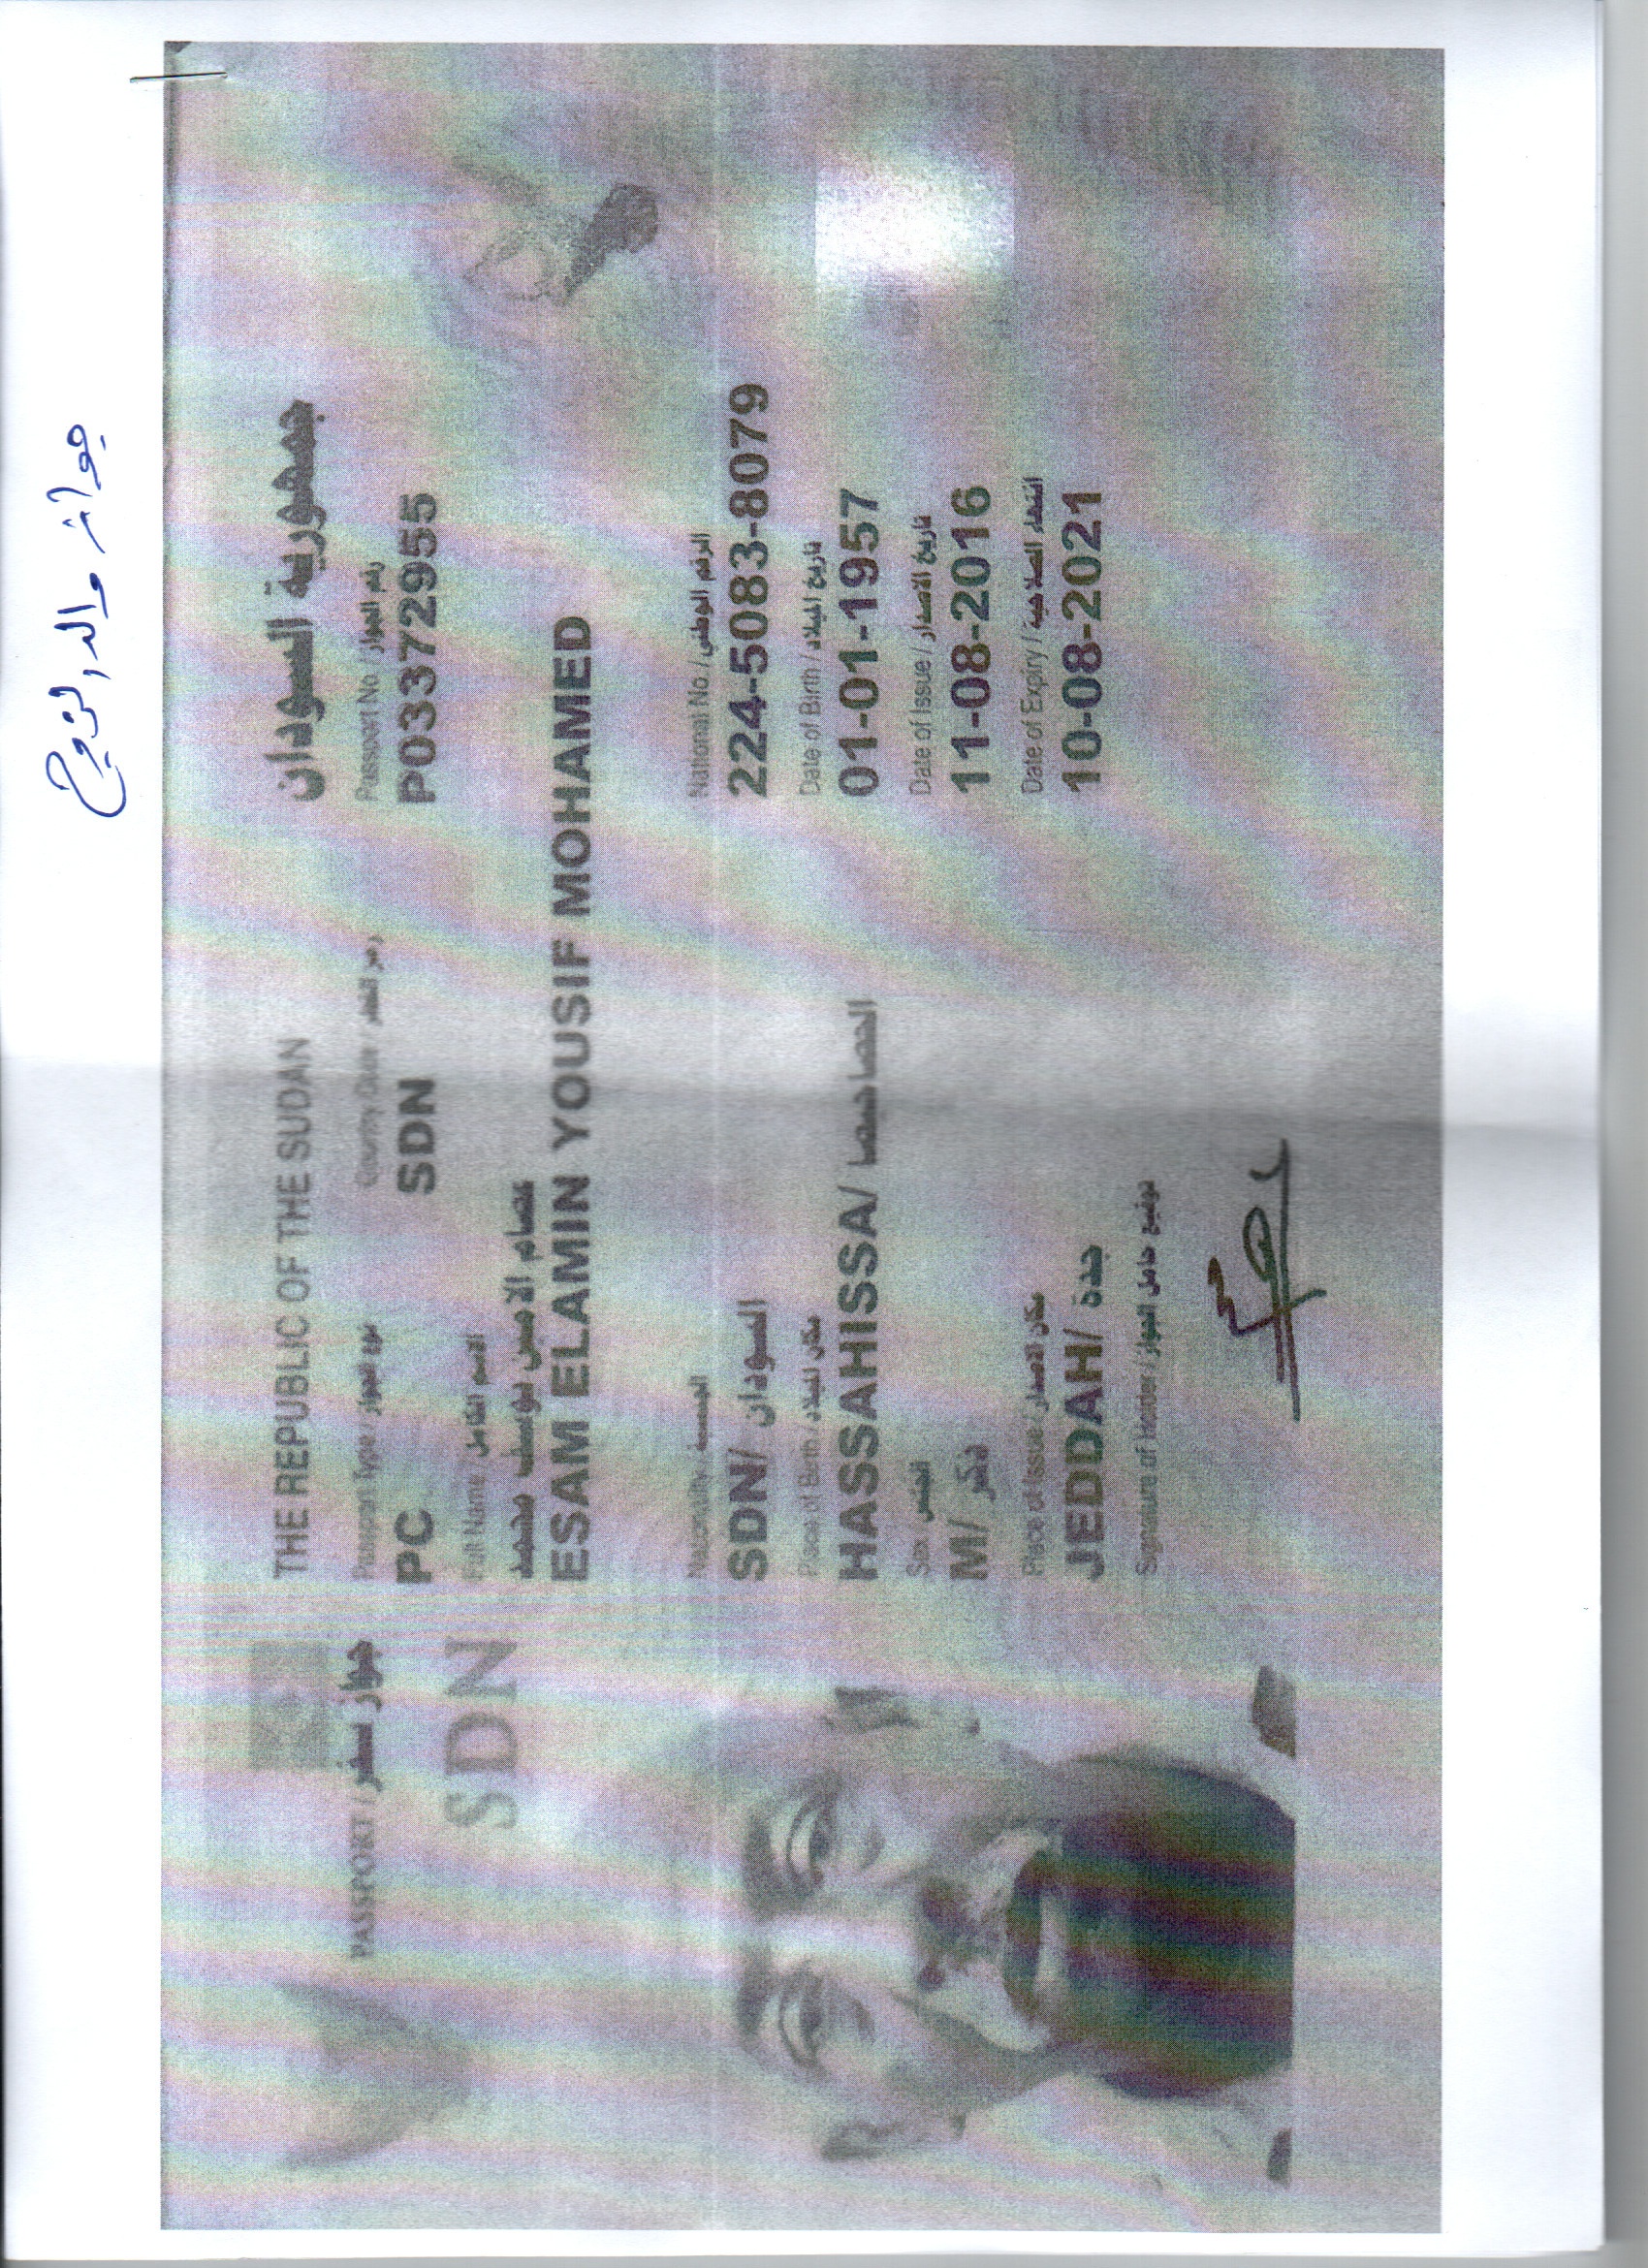 جواز والد الزوج
THE REPUBLIC OF THE SUDAN جمهورية السودان
PASSPORT / جواز سفر
Passport Type / نوع الجواز Country Code رمز القطر Passport No. / رقم الجواز
PC SDN P03372955
SDN
Full Name / الاسم الكامل
عصام الامين يوسف محمد
ESAM ELAMIN YOUSIF MOHAMED
Nationality / الجنسية National No. / الرقم الوطني
SDN/ السودان 224-5083-8079
Place of Birth / مكان الميلاد Date of Birth / تاريخ الميلاد
HASSAHISSA/ الحصاحيصا 01-01-1957
Sex الجنس Date of Issue / تاريخ الاصدار
M/ ذكر 11-08-2016
Place of Issue / مكان الاصدار Date of Expiry / انتهاء الصلاحية
JEDDAH/ جدة 10-08-2021
Signature of Holder / توقيع حامل الجواز